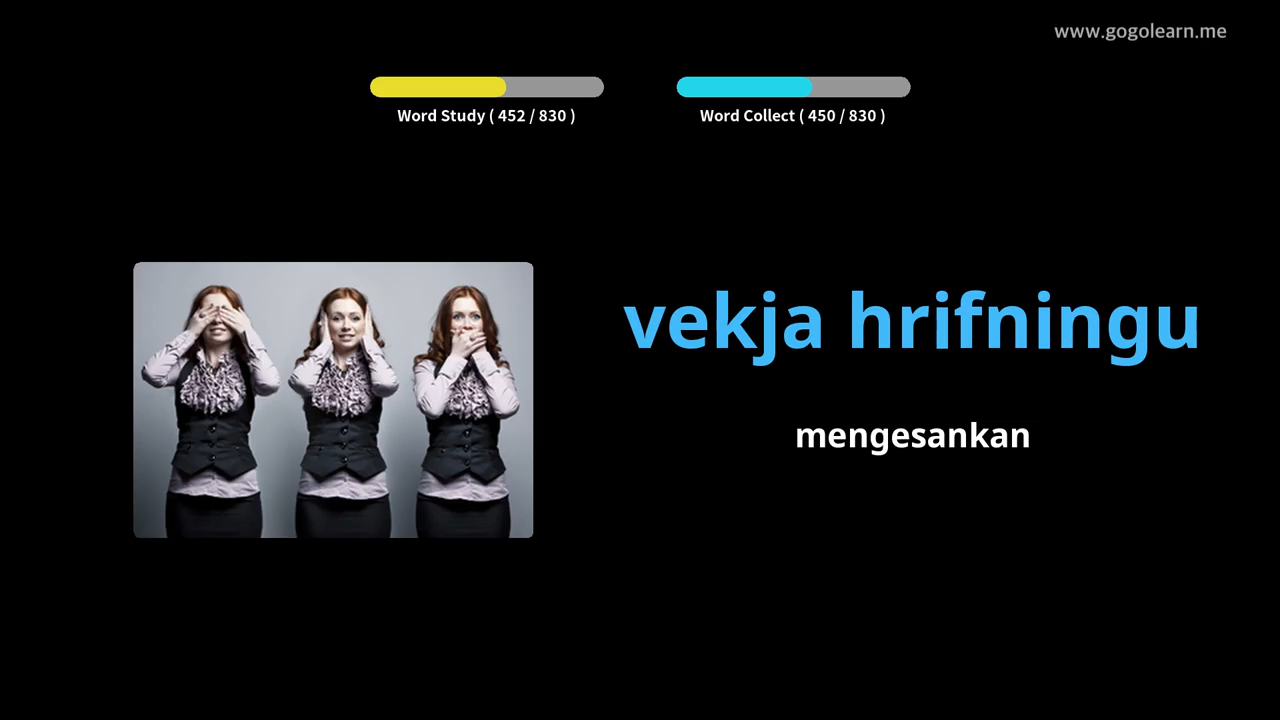 www.gogolearn.me
Word Study ( 452 / 830 )
Word Collect ( 450 / 830 )
vekja hrifningu
mengesankan